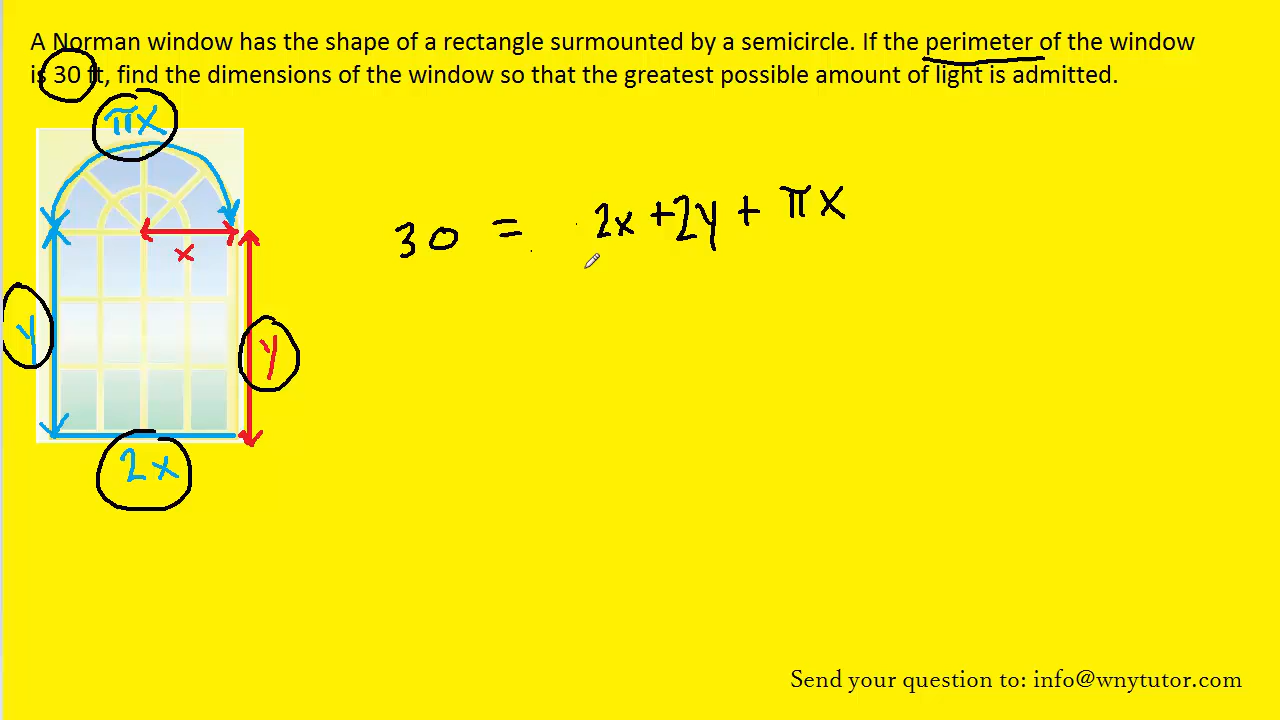 A Norman window has the shape of a rectangle surmounted by a semicircle. If the perimeter of the window
is 30 ft, find the dimensions of the window so that the greatest possible amount of light is admitted.
πx
30 = 2x + 2y + πx
x
y
y
2x
Send your question to: info@wnytutor.com